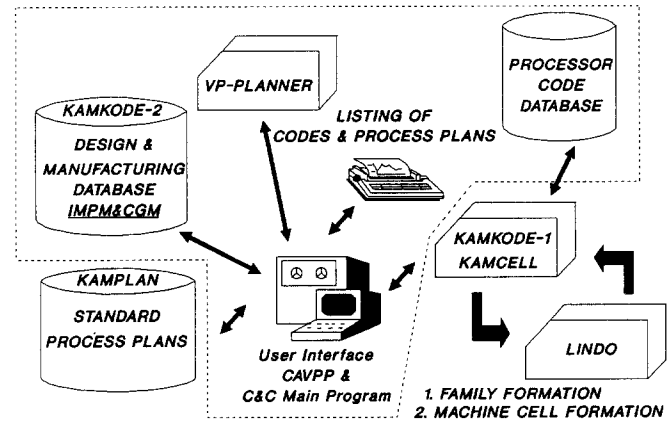 VP-PLANNER
PROCESSOR
CODE
DATABASE
KAMKODE-2
DESIGN &
MANUFACTURING
DATABASE
IMPM&CGM
LISTING OF
CODES & PROCESS PLANS
KAMKODE-1
KAMCELL
KAMPLAN
STANDARD
PROCESS PLANS
User Interface
CAVPP &
C&C Main Program
LINDO
1. FAMILY FORMATION
2. MACHINE CELL FORMATION